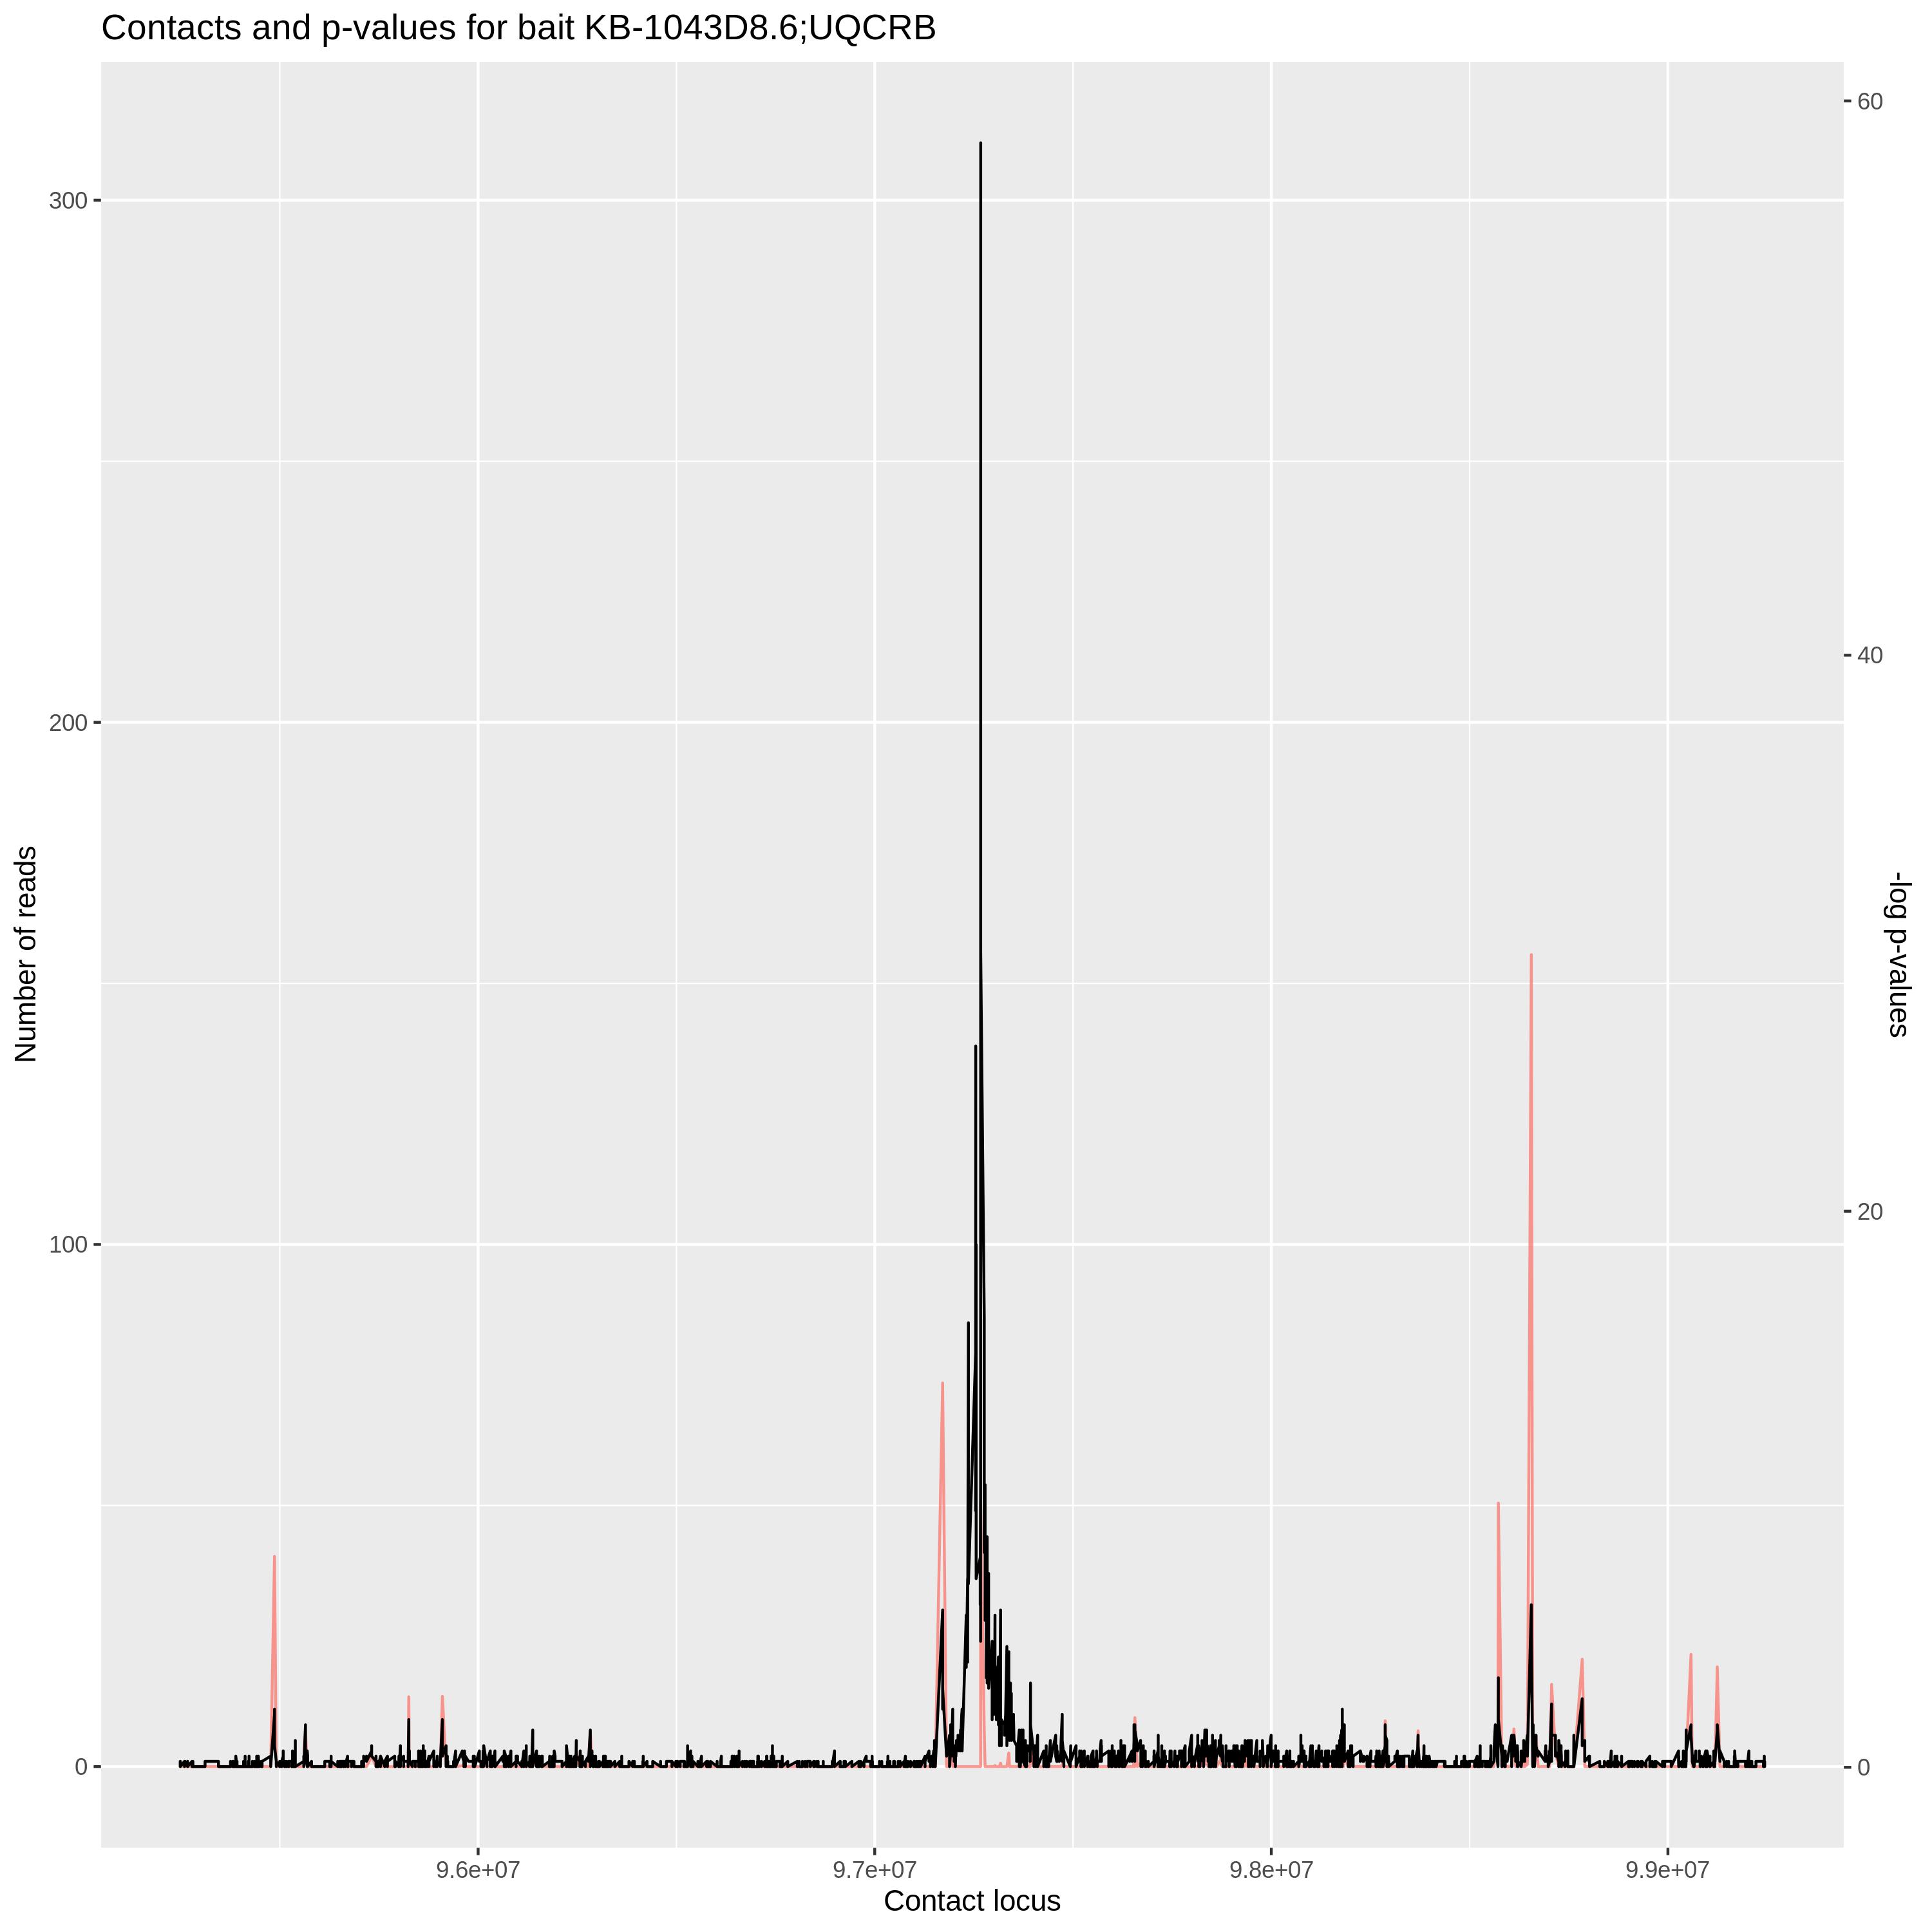 Contacts and p-values for bait KB-1043D8.6;UQCRB
60
300
40
200
Number of reads
-log p-values
20
100
0
0
9.6e+07
9.7e+07
9.8e+07
9.9e+07
Contact locus